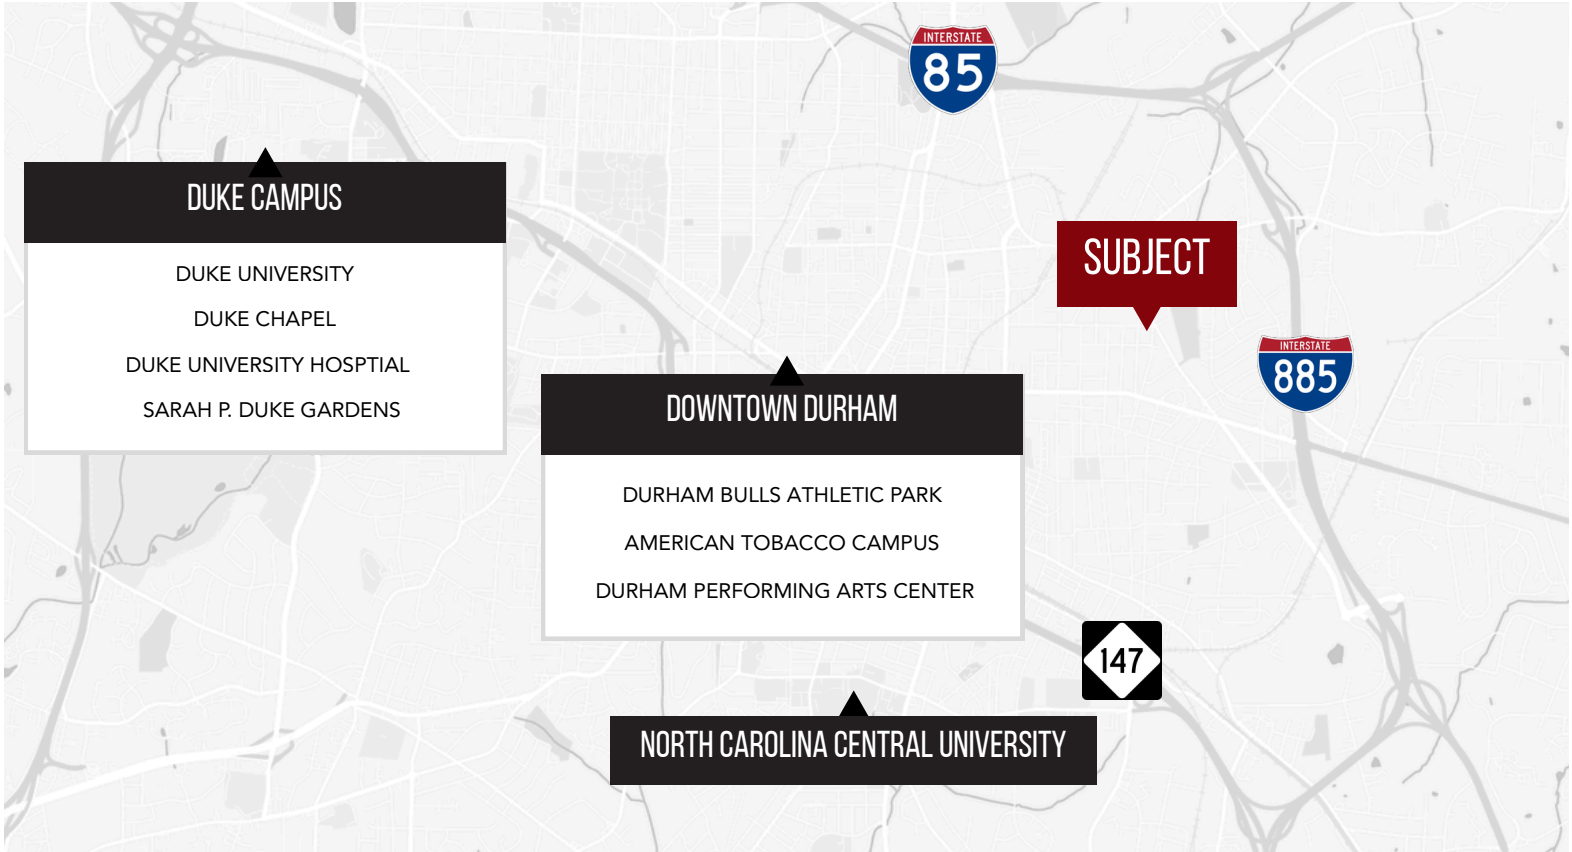 INTERSTATE
85
DUKE CAMPUS
DUKE UNIVERSITY
DUKE CHAPEL
DUKE UNIVERSITY HOSPTIAL
SARAH P. DUKE GARDENS
SUBJECT
INTERSTATE
885
DOWNTOWN DURHAM
DURHAM BULLS ATHLETIC PARK
AMERICAN TOBACCO CAMPUS
DURHAM PERFORMING ARTS CENTER
147
NORTH CAROLINA CENTRAL UNIVERSITY